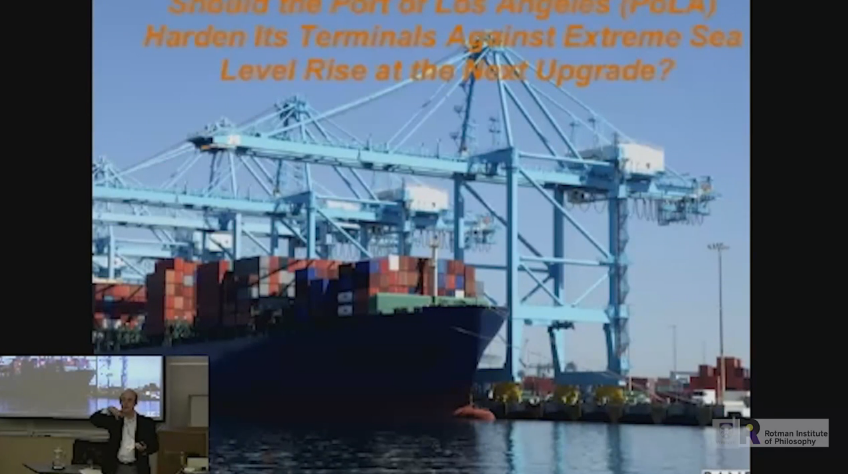 Should the Port of Los Angeles (PoLA)
Harden Its Terminals Against Extreme Sea
Level Rise at the Next Upgrade?
Rotman Institute
of Philosophy